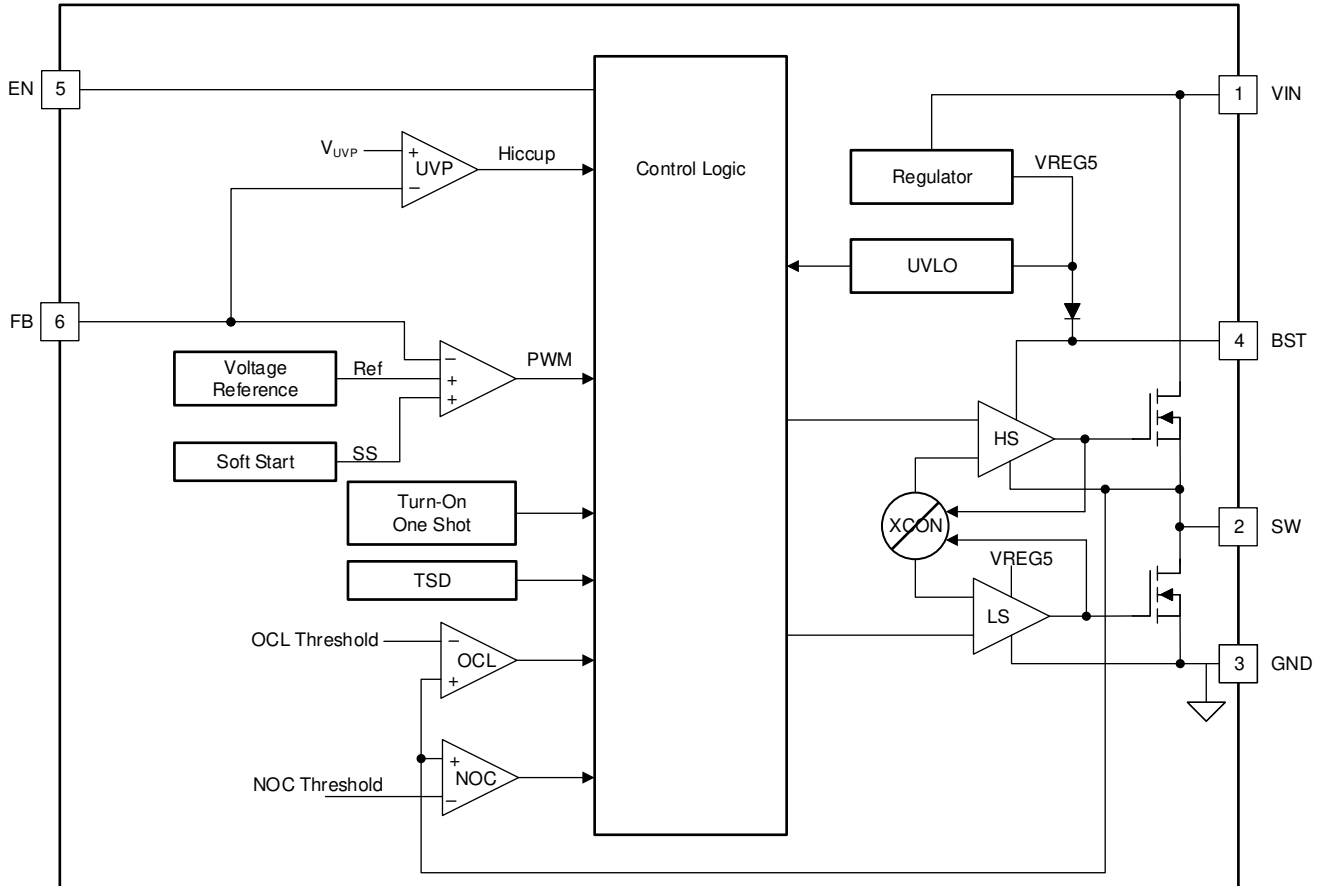 EN
5
V_UVP
+
UVP
−
Hiccup
Control Logic
1
VIN
Regulator
VREG5
UVLO
FB
6
4
BST
Voltage
Reference
Ref
−
+
+
PWM
Soft Start
SS
HS
Turn-On
One Shot
XCON
2
SW
TSD
VREG5
LS
OCL Threshold
−
OCL
+
3
GND
NOC Threshold
+
NOC
−